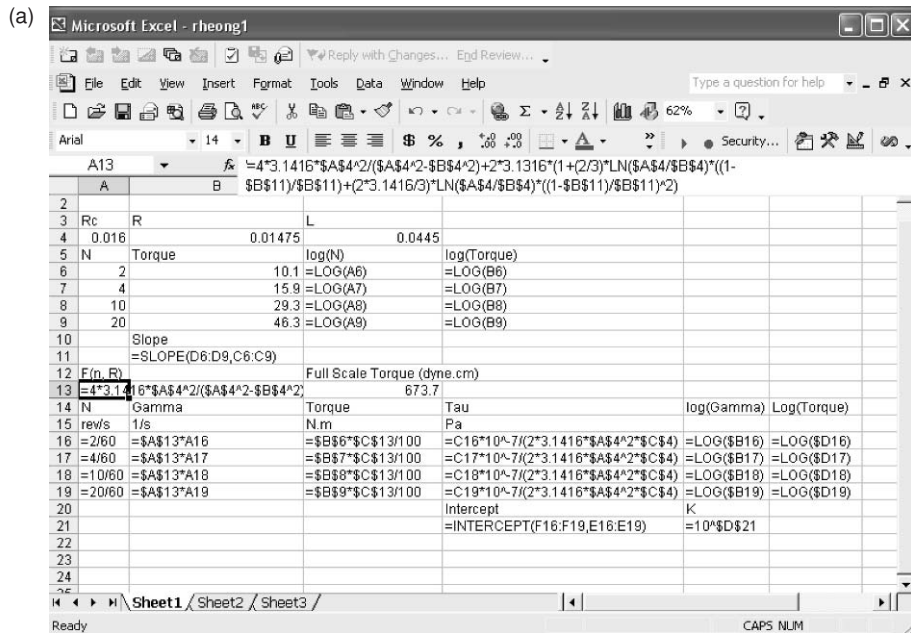 (a)
Microsoft Excel - rheong1
Reply with Changes... End Review...
File Edit View Insert Format Tools Data Window Help Type a question for help
Σ 62%
Arial 14 B U $ % , Security...
A13 fx '=4*3.1416*$A$4^2/($A$4^2-$B$4^2)+2*3.1316*(1+(2/3)*LN($A$4/$B$4)*((1-
$B$11)/$B$11)+(2*3.1416/3)*LN($A$4/$B$4)*((1-$B$11)/$B$11)^2)
A B
2
3 Rc R L
4 0.016 0.01475 0.0445
5 N Torque log(N) log(Torque)
6 2 10.1 =LOG(A6) =LOG(B6)
7 4 15.9 =LOG(A7) =LOG(B7)
8 10 29.3 =LOG(A8) =LOG(B8)
9 20 46.3 =LOG(A9) =LOG(B9)
10 Slope
11 =SLOPE(D6:D9,C6:C9)
12 F(n, R) Full Scale Torque (dyne.cm)
13 =4*3.1416*$A$4^2/($A$4^2-$B$4^2) 673.7
14 N Gamma Torque Tau log(Gamma) Log(Torque)
15 rev/s 1/s N.m Pa
16 =2/60 =$A$13*A16 =$B$6*$C$13/100 =C16*10^-7/(2*3.1416*$A$4^2*$C$4) =LOG($B16) =LOG($D16)
17 =4/60 =$A$13*A17 =$B$7*$C$13/100 =C17*10^-7/(2*3.1416*$A$4^2*$C$4) =LOG($B17) =LOG($D17)
18 =10/60 =$A$13*A18 =$B$8*$C$13/100 =C18*10^-7/(2*3.1416*$A$4^2*$C$4) =LOG($B18) =LOG($D18)
19 =20/60 =$A$13*A19 =$B$9*$C$13/100 =C19*10^-7/(2*3.1416*$A$4^2*$C$4) =LOG($B19) =LOG($D19)
20 Intercept K
21 =INTERCEPT(F16:F19,E16:E19) =10^$D$21
22
23
24
Sheet1 / Sheet2 / Sheet3 /
Ready CAPS NUM